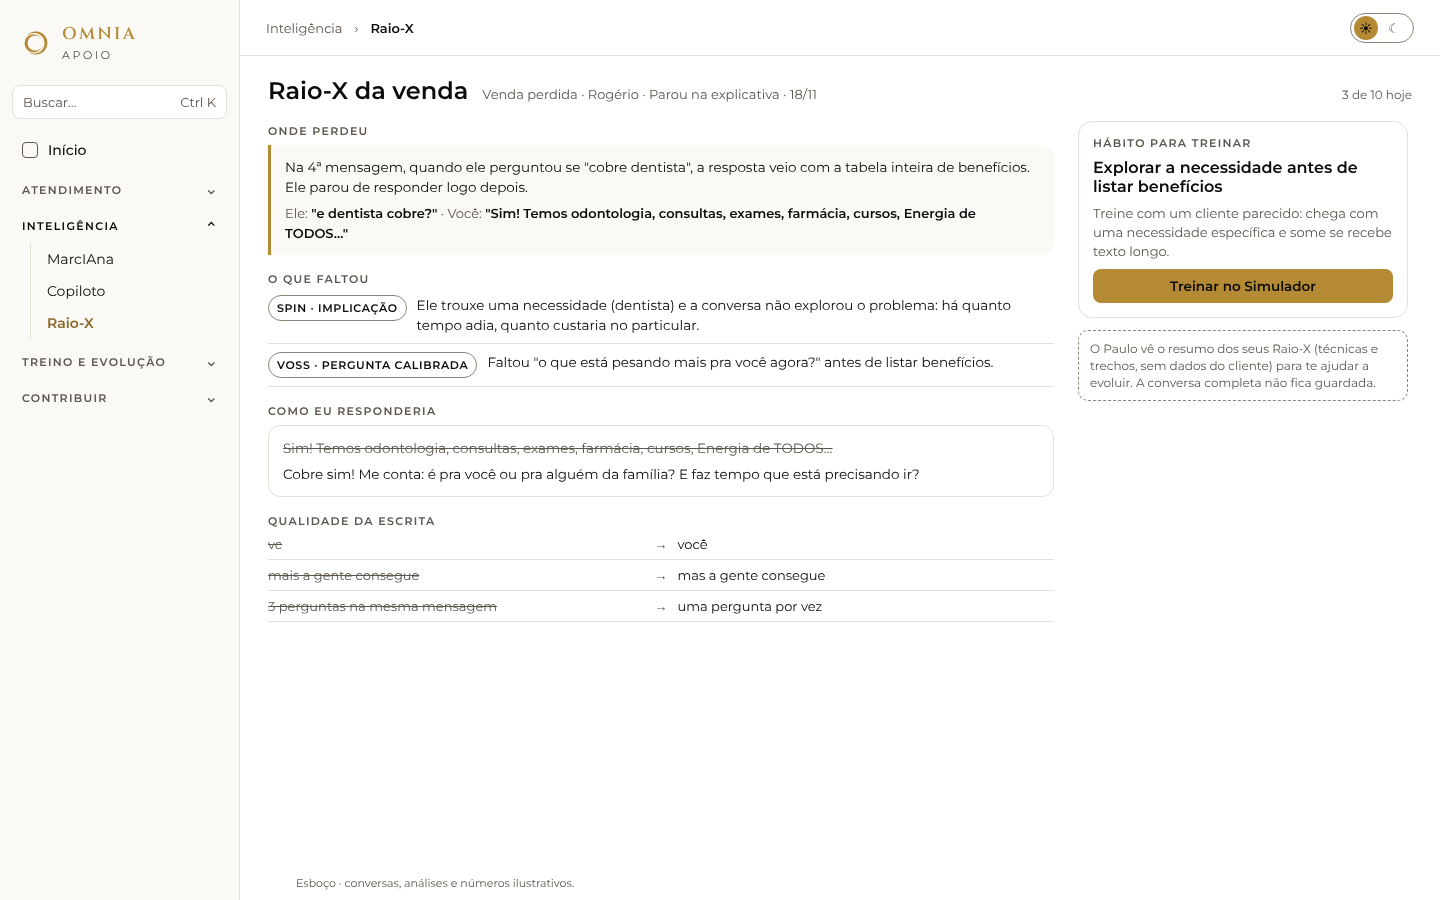 OMNIA
APOIO
Buscar... Ctrl K
Início
ATENDIMENTO
INTELIGÊNCIA
MarcIAna
Copiloto
Raio-X
TREINO E EVOLUÇÃO
CONTRIBUIR
Inteligência › Raio-X
Raio-X da venda Venda perdida · Rogério · Parou na explicativa · 18/11
3 de 10 hoje
ONDE PERDEU
Na 4ª mensagem, quando ele perguntou se "cobre dentista", a resposta veio com a tabela inteira de benefícios.
Ele parou de responder logo depois.
Ele: "e dentista cobre?" · Você: "Sim! Temos odontologia, consultas, exames, farmácia, cursos, Energia de
TODOS..."
O QUE FALTOU
SPIN · IMPLICAÇÃO Ele trouxe uma necessidade (dentista) e a conversa não explorou o problema: há quanto
tempo adia, quanto custaria no particular.
VOSS · PERGUNTA CALIBRADA Faltou "o que está pesando mais pra você agora?" antes de listar benefícios.
COMO EU RESPONDERIA
Sim! Temos odontologia, consultas, exames, farmácia, cursos, Energia de TODOS...
Cobre sim! Me conta: é pra você ou pra alguém da família? E faz tempo que está precisando ir?
QUALIDADE DA ESCRITA
vc → você
mais a gente consegue → mas a gente consegue
3 perguntas na mesma mensagem → uma pergunta por vez
HÁBITO PARA TREINAR
Explorar a necessidade antes de
listar benefícios
Treine com um cliente parecido: chega com
uma necessidade específica e some se recebe
texto longo.
Treinar no Simulador
O Paulo vê o resumo dos seus Raio-X (técnicas e
trechos, sem dados do cliente) para te ajudar a
evoluir. A conversa completa não fica guardada.
Esboço · conversas, análises e números ilustrativos.